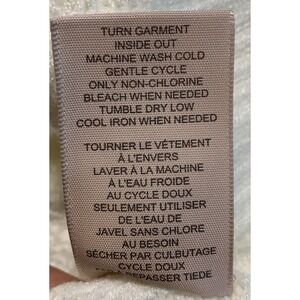 TURN GARMENT
INSIDE OUT
MACHINE WASH COLD
GENTLE CYCLE
ONLY NON-CHLORINE
BLEACH WHEN NEEDED
TUMBLE DRY LOW
COOL IRON WHEN NEEDED
TOURNER LE VÊTEMENT
À L'ENVERS
LAVER À LA MACHINE
À L'EAU FROIDE
AU CYCLE DOUX
SEULEMENT UTILISER
DE L'EAU DE
JAVEL SANS CHLORE
AU BESOIN
SÉCHER PAR CULBUTAGE
CYCLE DOUX
REPASSER TIEDE